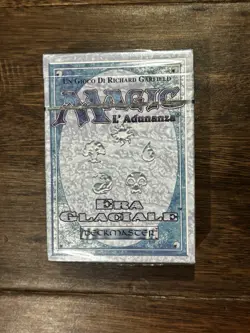 Un Gioco Di Richard Garfield
Magic
L'Adunanza
Era
Glaciale
Deckmaster